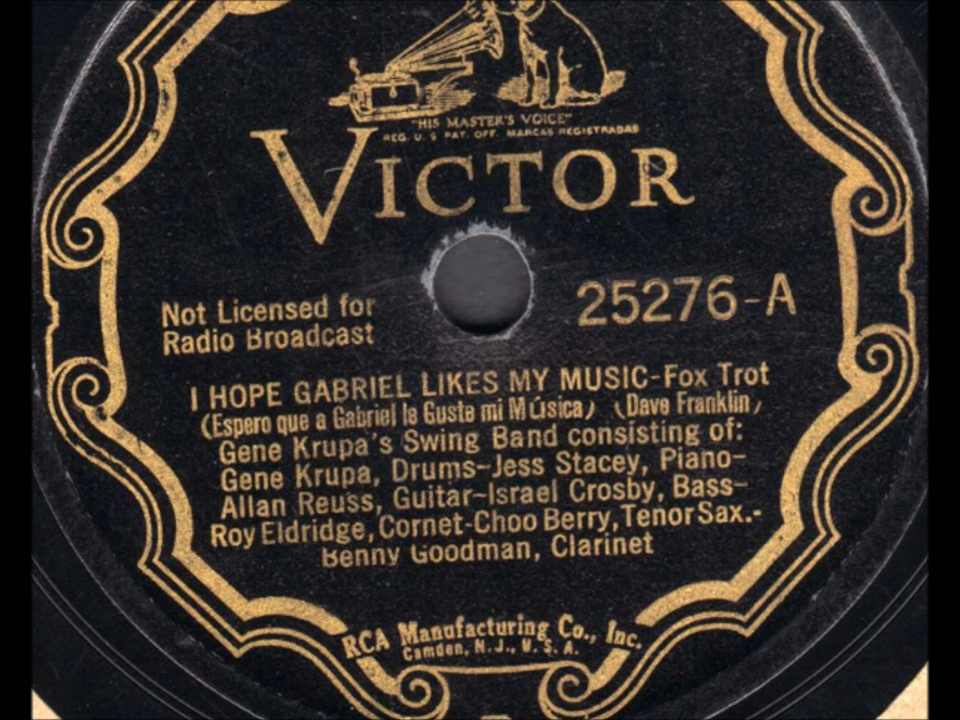 "HIS MASTER'S VOICE"
REG. U. S. PAT. OFF. MARCAS REGISTRADAS
VICTOR
25276-A
Not Licensed for
Radio Broadcast
I HOPE GABRIEL LIKES MY MUSIC-Fox Trot
(Espero que a Gabriel le Guste mi Música) (Dave Franklin)
Gene Krupa's Swing Band consisting of:
Gene Krupa, Drums-Jess Stacey, Piano-
Allan Reuss, Guitar-Israel Crosby, Bass-
Roy Eldridge, Cornet-Choo Berry, Tenor Sax.-
Benny Goodman, Clarinet
RCA Manufacturing Co., Inc.
Camden, N.J., U.S.A.